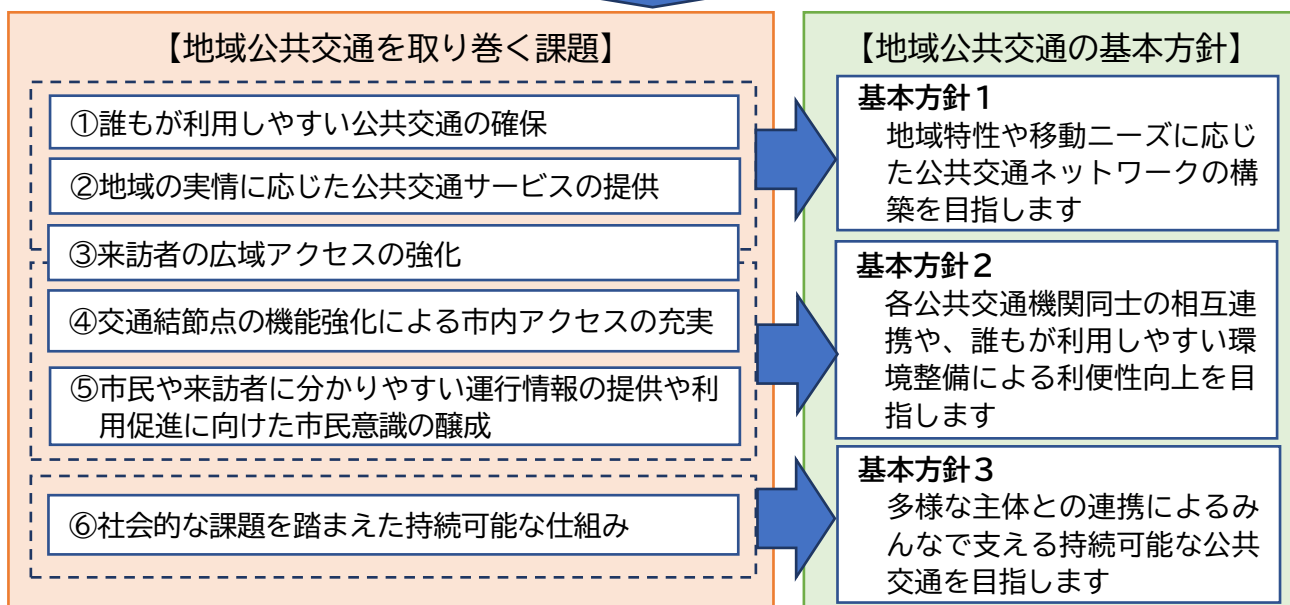 【地域公共交通を取り巻く課題】
①誰もが利用しやすい公共交通の確保
②地域の実情に応じた公共交通サービスの提供
③来訪者の広域アクセスの強化
④交通結節点の機能強化による市内アクセスの充実
⑤市民や来訪者に分かりやすい運行情報の提供や利
用促進に向けた市民意識の醸成
⑥社会的な課題を踏まえた持続可能な仕組み
【地域公共交通の基本方針】
基本方針１
地域特性や移動ニーズに応じ
た公共交通ネットワークの構
築を目指します
基本方針２
各公共交通機関同士の相互連
携や、誰もが利用しやすい環
境整備による利便性向上を目
指します
基本方針３
多様な主体との連携によるみ
んなで支える持続可能な公共
交通を目指します